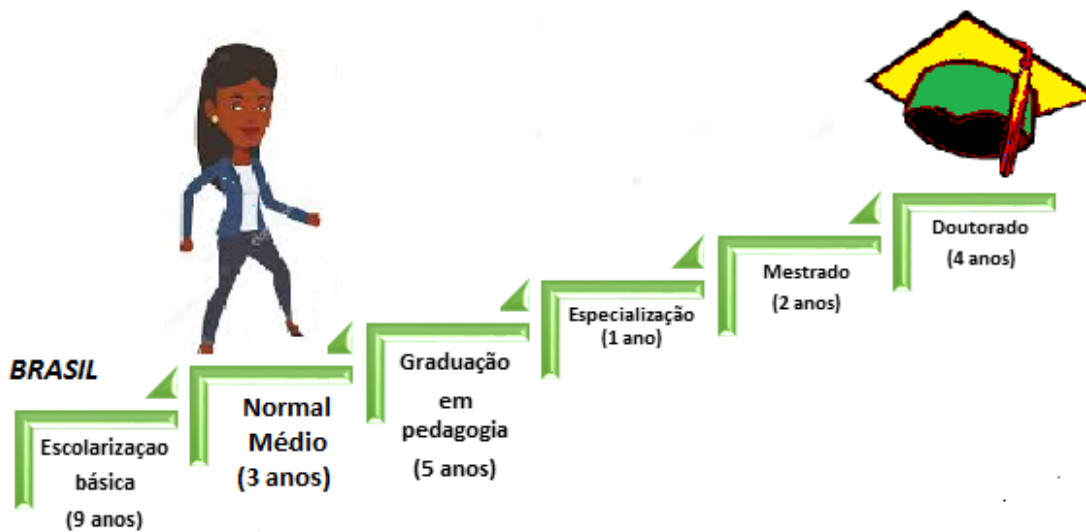 BRASIL
Escolarizaçao
básica
(9 anos)
Normal
Médio
(3 anos)
Graduação
em
pedagogia
(5 anos)
Especialização
(1 ano)
Mestrado
(2 anos)
Doutorado
(4 anos)